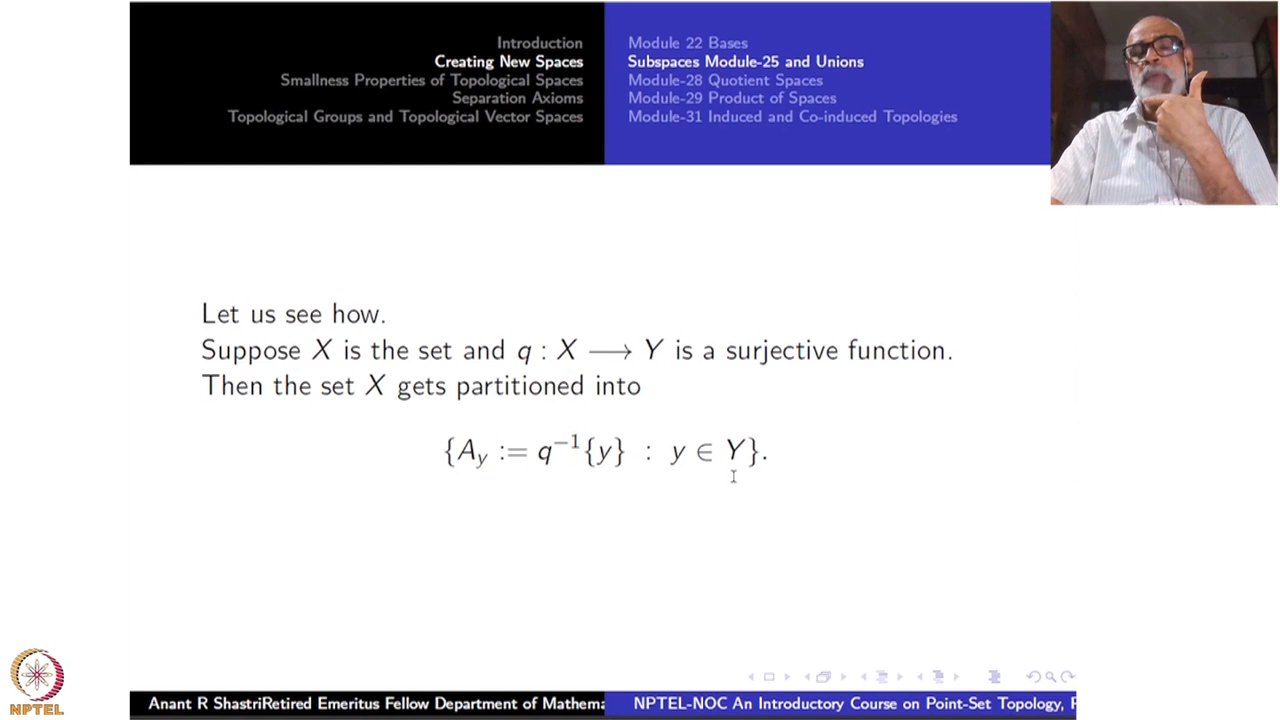 Introduction
Creating New Spaces
Smallness Properties of Topological Spaces
Separation Axioms
Topological Groups and Topological Vector Spaces
Module 22 Bases
Subspaces Module-25 and Unions
Module-28 Quotient Spaces
Module-29 Product of Spaces
Module-31 Induced and Co-induced Topologies
Let us see how.
Suppose X is the set and q : X ⟶ Y is a surjective function.
Then the set X gets partitioned into
{A_y := q⁻¹{y} : y ∈ Y}.
NPTEL
Anant R ShastriRetired Emeritus Fellow Department of Mathema
NPTEL-NOC An Introductory Course on Point-Set Topology, P